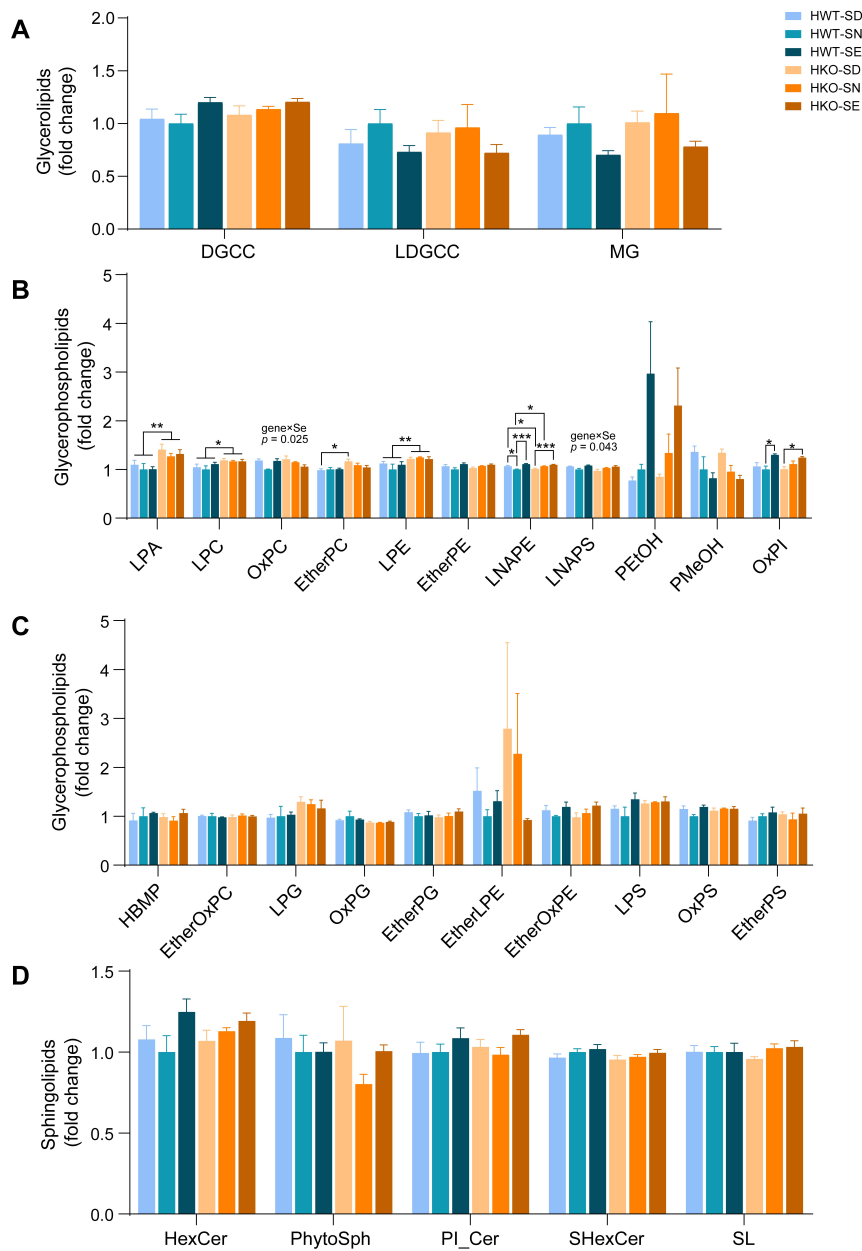 A
Glycerolipids
(fold change)
2.0
1.5
1.0
0.5
0.0
DGCC
LDGCC
MG
HWT-SD
HWT-SN
HWT-SE
HKO-SD
HKO-SN
HKO-SE
B
Glycerophospholipids
(fold change)
5
4
3
2
1
0
**
*
gene×Se
p = 0.025
*
**
*
*
*
***
***
gene×Se
p = 0.043
*
*
LPA
LPC
OxPC
EtherPC
LPE
EtherPE
LNAPE
LNAPS
PEtOH
PMeOH
OxPI
C
Glycerophospholipids
(fold change)
5
4
3
2
1
0
HBMP
EtherOxPC
LPG
OxPG
EtherPG
EtherLPE
EtherOxPE
LPS
OxPS
EtherPS
D
Sphingolipids
(fold change)
1.5
1.0
0.5
0.0
HexCer
PhytoSph
PI_Cer
SHexCer
SL